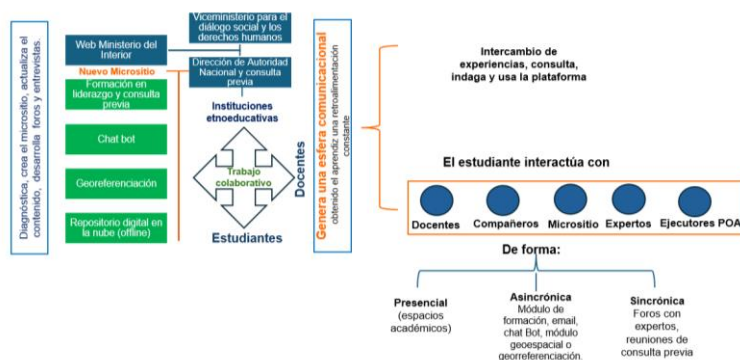 Diagnóstica, crea el micrositio, actualiza el
contenido, desarrolla foros y entrevistas.
Web Ministerio del
Interior
Nuevo Micrositio
Formación en
liderazgo y consulta
previa
Chat bot
Georeferenciación
Repositorio digital en
la nube (offline)
Viceministerio para el
diálogo social y los
derechos humanos
Dirección de Autoridad
Nacional y consulta
previa
Instituciones
etnoeducativas
Trabajo
colaborativo
Docentes
Estudiantes
Genera una esfera comunicacional
obtenido el aprendiz una retroalimentación
constante
Intercambio de
experiencias, consulta,
indaga y usa la plataforma
El estudiante interactúa con
Docentes
Compañeros
Micrositio
Expertos
Ejecutores POA
De forma:
Presencial
(espacios
académicos)
Asincrónica
Módulo de
formación, email,
chat Bot, módulo
geoespacial o
georreferenciación.
Sincrónica
Foros con
expertos,
reuniones de
consulta previa